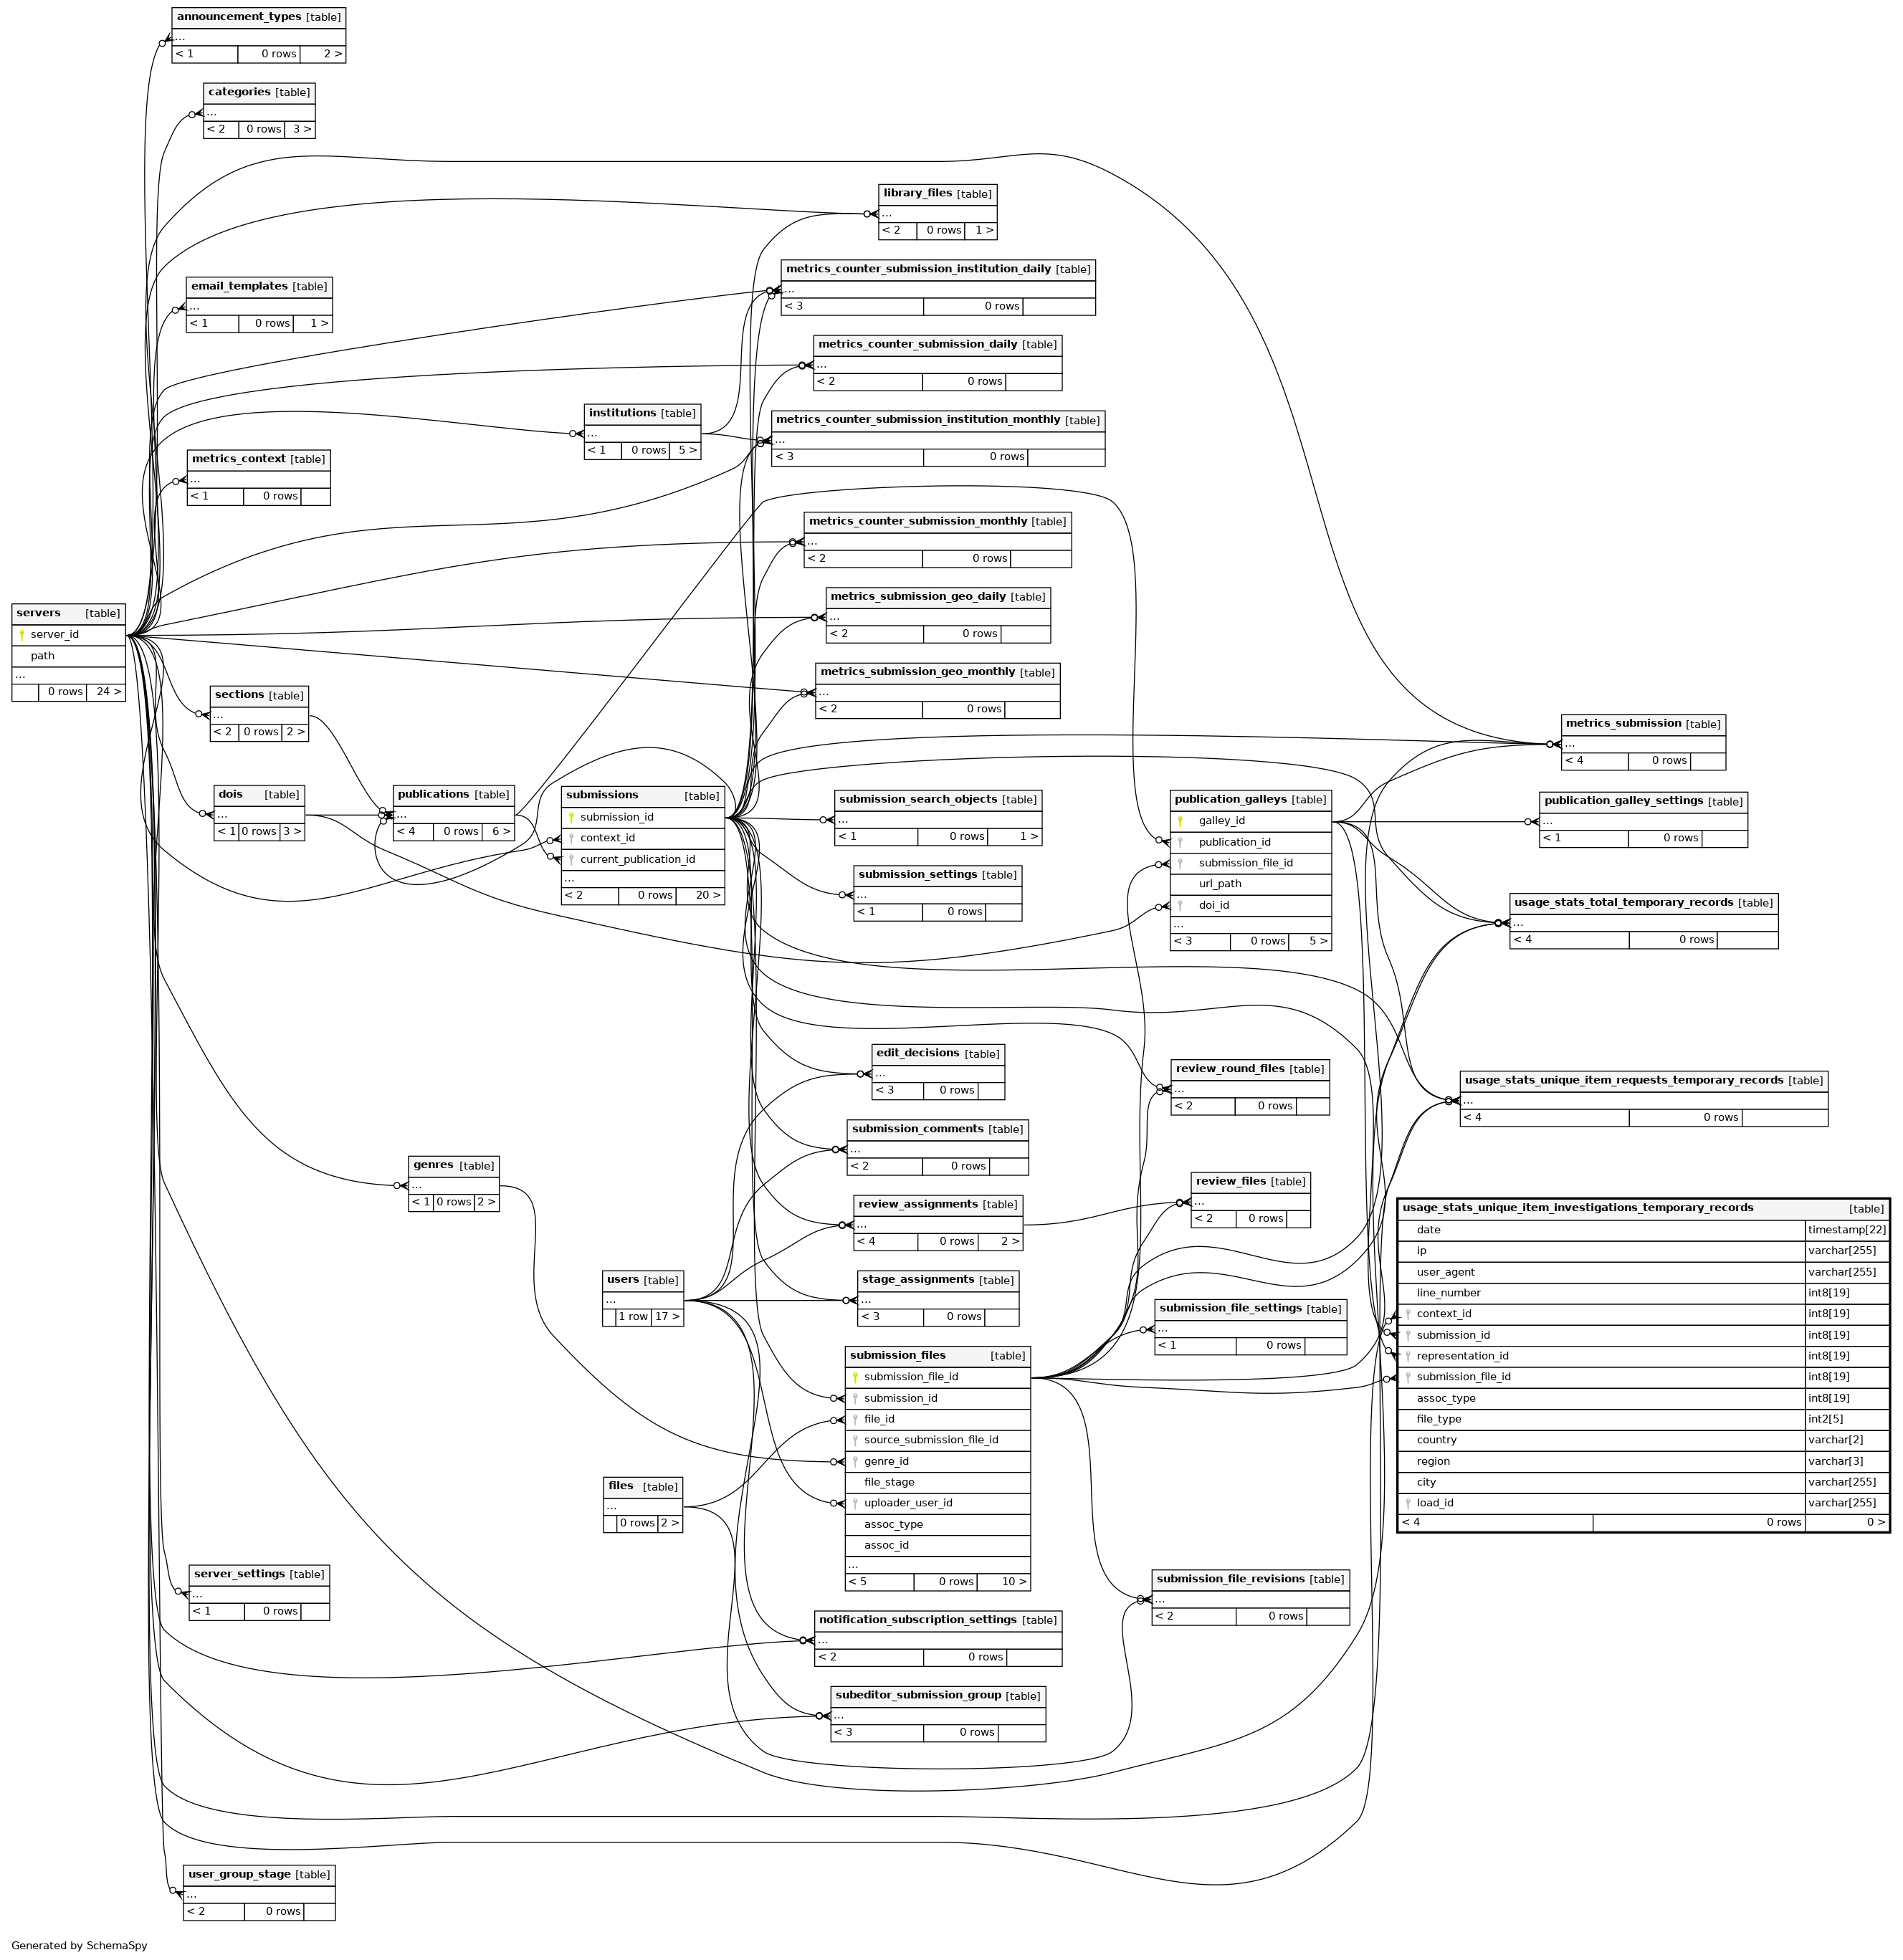 announcement_types [table]
...
< 1 0 rows 2 >
categories [table]
...
< 2 0 rows 3 >
library_files [table]
...
< 2 0 rows 1 >
metrics_counter_submission_institution_daily [table]
...
< 3 0 rows
email_templates [table]
...
< 1 0 rows 1 >
metrics_counter_submission_daily [table]
...
< 2 0 rows
institutions [table]
...
< 1 0 rows 5 >
metrics_counter_submission_institution_monthly [table]
...
< 3 0 rows
metrics_context [table]
...
< 1 0 rows
metrics_counter_submission_monthly [table]
...
< 2 0 rows
metrics_submission_geo_daily [table]
...
< 2 0 rows
servers [table]
server_id
path
...
0 rows 24 >
metrics_submission_geo_monthly [table]
...
< 2 0 rows
sections [table]
...
< 2 0 rows 2 >
metrics_submission [table]
...
< 4 0 rows
dois [table]
...
< 1 0 rows 3 >
publications [table]
...
< 4 0 rows 6 >
submissions [table]
submission_id
context_id
current_publication_id
...
< 2 0 rows 20 >
submission_search_objects [table]
...
< 1 0 rows 1 >
publication_galleys [table]
galley_id
publication_id
submission_file_id
url_path
doi_id
...
< 3 0 rows 5 >
publication_galley_settings [table]
...
< 1 0 rows
submission_settings [table]
...
< 1 0 rows
usage_stats_total_temporary_records [table]
...
< 4 0 rows
edit_decisions [table]
...
< 3 0 rows
review_round_files [table]
...
< 2 0 rows
usage_stats_unique_item_requests_temporary_records [table]
...
< 4 0 rows
submission_comments [table]
...
< 2 0 rows
genres [table]
...
< 1 0 rows 2 >
review_files [table]
...
< 2 0 rows
review_assignments [table]
...
< 4 0 rows 2 >
usage_stats_unique_item_investigations_temporary_records [table]
date timestamp[22]
ip varchar[255]
user_agent varchar[255]
line_number int8[19]
context_id int8[19]
submission_id int8[19]
representation_id int8[19]
submission_file_id int8[19]
assoc_type int8[19]
file_type int2[5]
country varchar[2]
region varchar[3]
city varchar[255]
load_id varchar[255]
< 4 0 rows 0 >
users [table]
...
1 row 17 >
stage_assignments [table]
...
< 3 0 rows
submission_file_settings [table]
...
< 1 0 rows
submission_files [table]
submission_file_id
submission_id
file_id
source_submission_file_id
genre_id
file_stage
uploader_user_id
assoc_type
assoc_id
...
< 5 0 rows 10 >
files [table]
...
0 rows 2 >
server_settings [table]
...
< 1 0 rows
submission_file_revisions [table]
...
< 2 0 rows
notification_subscription_settings [table]
...
< 2 0 rows
subeditor_submission_group [table]
...
< 3 0 rows
user_group_stage [table]
...
< 2 0 rows
Generated by SchemaSpy